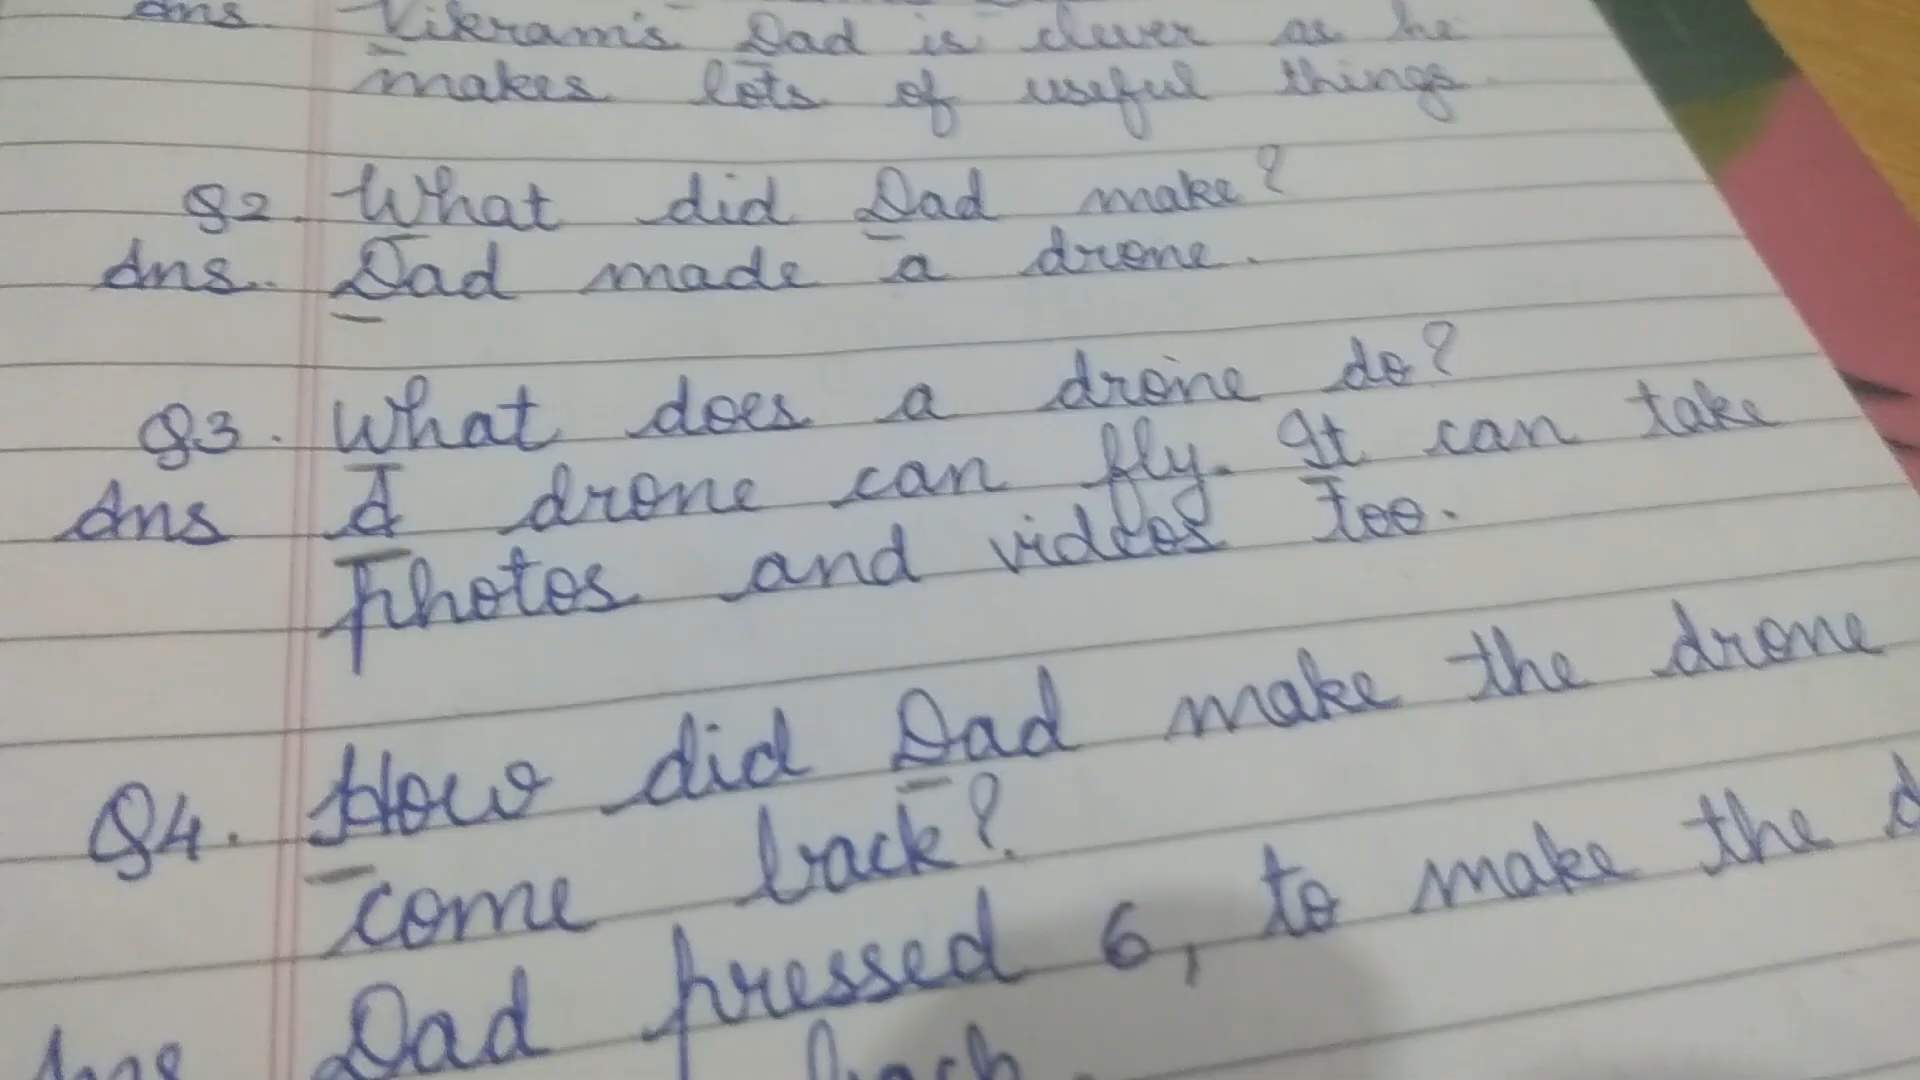 Ans. Vikram's Dad is clever as he
makes lots of useful things
Q2. What did Dad make?
Ans. Dad made a drone.
Q3. What does a drone do?
Ans A drone can fly. It can take
photos and videos too.
Q4. How did Dad make the drone
come back?
Ans Dad pressed 6, to make the d
back.